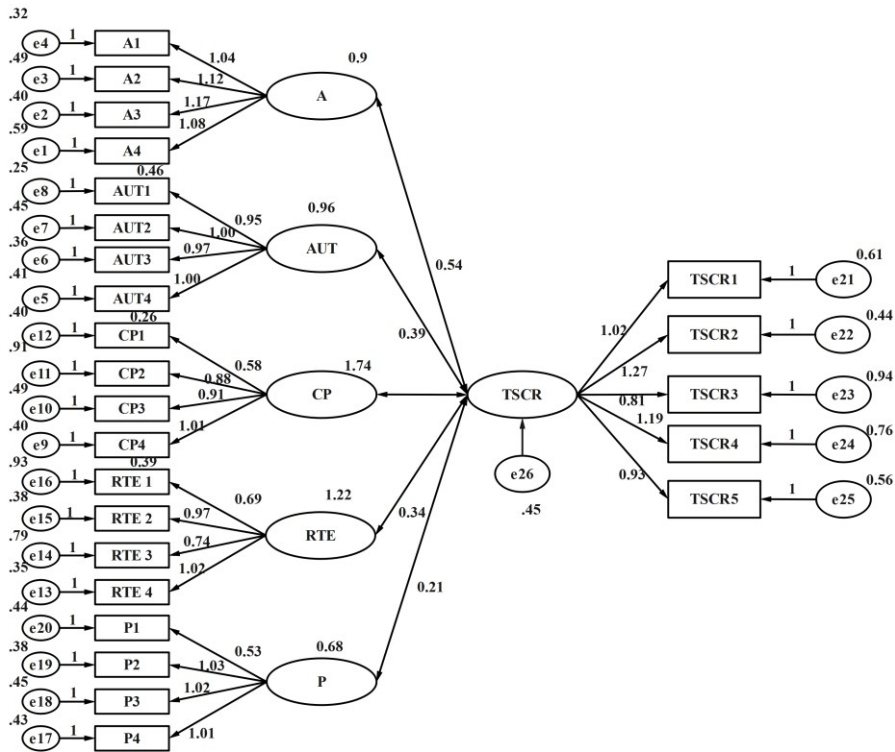 .32
e4 1 A1
1.04
0.9
.49
e3 1 A2
1.12
A
.40
e2 1 A3
1.17
.59
e1 1 A4
1.08
.25
0.46
e8 1 AUT1
0.95
0.96
.45
e7 1 AUT2
1.00
AUT
.36
e6 1 AUT3
0.97
.41
e5 1 AUT4
1.00
.40
0.26
e12 1 CP1
0.58
1.74
.91
e11 1 CP2
0.88
CP
.49
e10 1 CP3
0.91
.40
e9 1 CP4
1.01
.93
0.39
e16 1 RTE 1
0.69
1.22
.38
e15 1 RTE 2
0.97
RTE
.79
e14 1 RTE 3
0.74
.35
e13 1 RTE 4
1.02
.44
e20 1 P1
0.53
0.68
.38
e19 1 P2
1.03
P
.45
e18 1 P3
1.02
.43
e17 1 P4
1.01
0.54
0.39
0.34
0.21
TSCR
e26
.45
0.61
TSCR1 1 e21
1.02
0.44
TSCR2 1 e22
1.27
0.94
TSCR3 1 e23
0.81
0.76
TSCR4 1 e24
1.19
0.56
TSCR5 1 e25
0.93